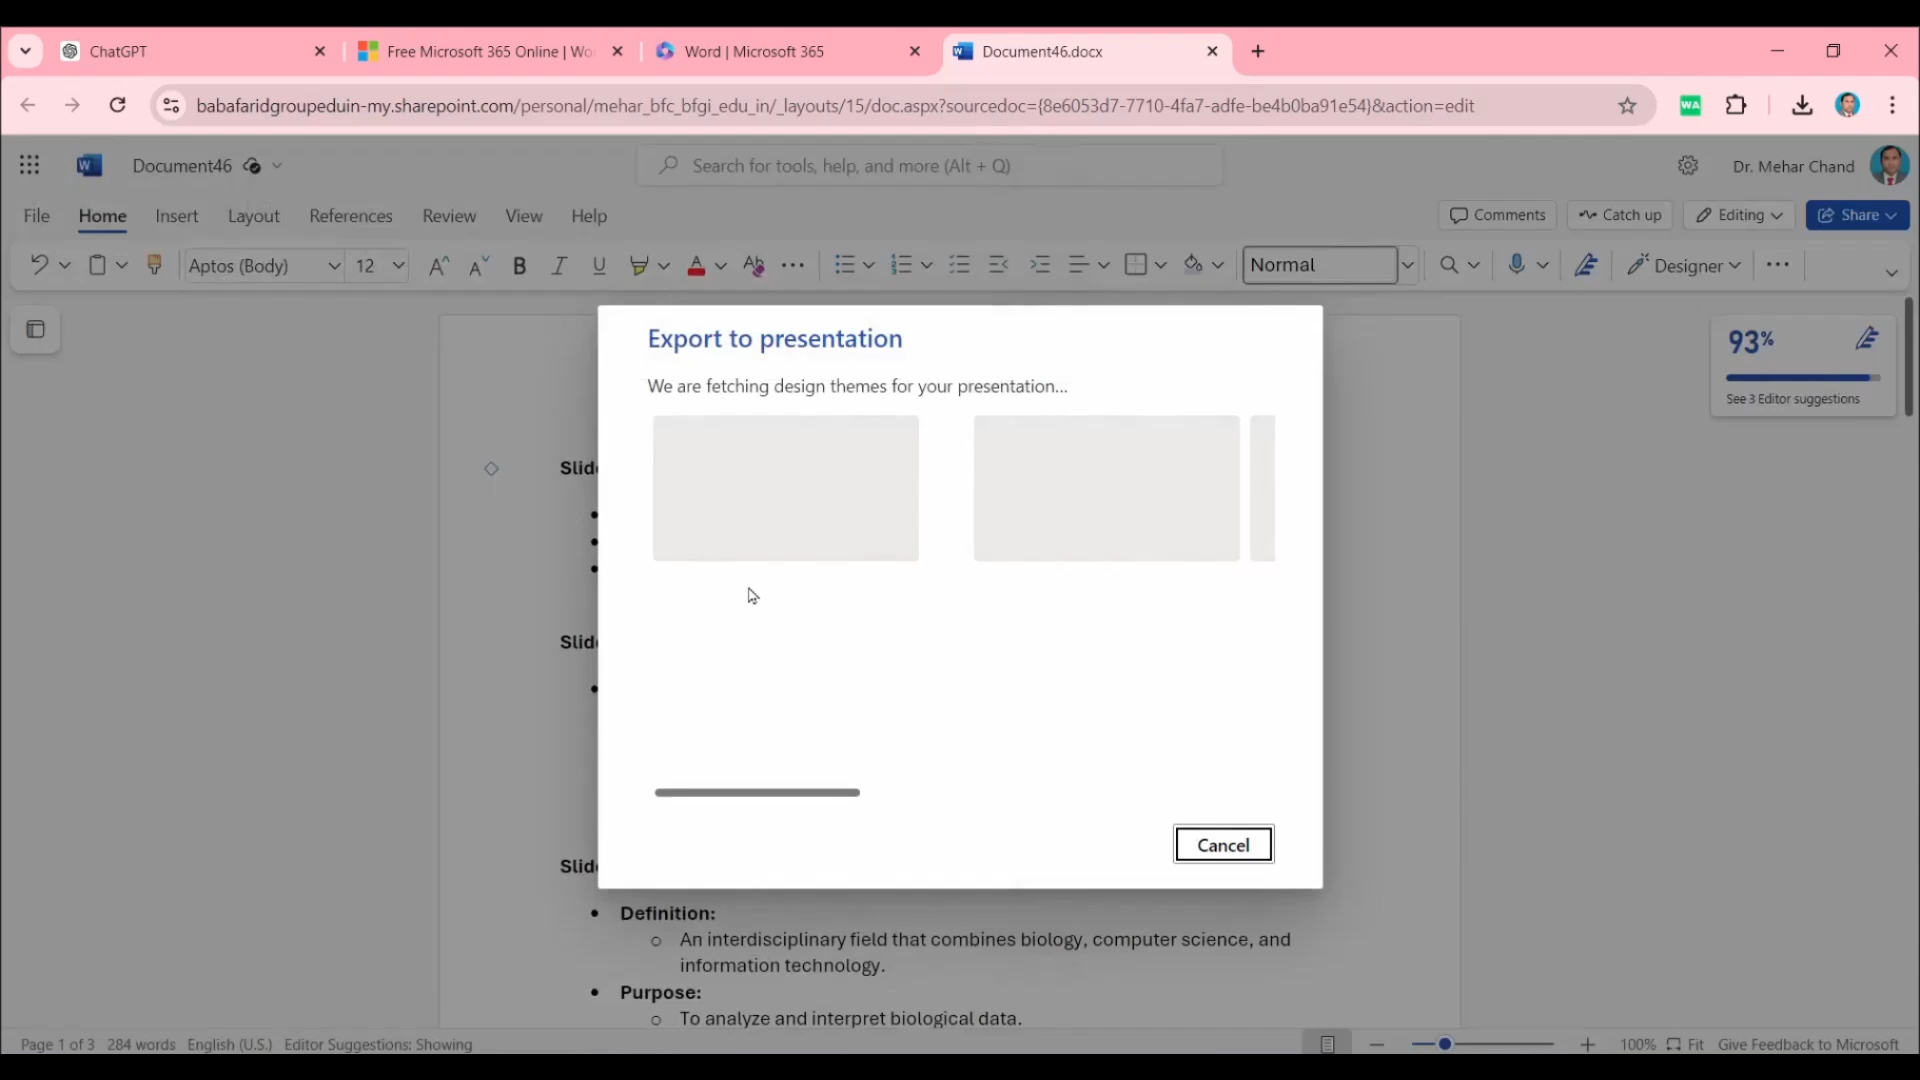 ChatGPT
Free Microsoft 365 Online | Wo
Word | Microsoft 365
Document46.docx
babafaridgroupeduin-my.sharepoint.com/personal/mehar_bfc_bfgi_edu_in/_layouts/15/doc.aspx?sourcedoc={8e6053d7-7710-4fa7-adfe-be4b0ba91e54}&action=edit
WA
W Document46
Search for tools, help, and more (Alt + Q)
Dr. Mehar Chand
File Home Insert Layout References Review View Help
Comments Catch up Editing Share
Aptos (Body) 12 Normal Designer
Export to presentation
We are fetching design themes for your presentation...
93%
See 3 Editor suggestions
Slid
Slid
Cancel
Slid
• Definition:
o An interdisciplinary field that combines biology, computer science, and
information technology.
• Purpose:
o To analyze and interpret biological data.
Page 1 of 3 284 words English (U.S.) Editor Suggestions: Showing
100% Fit Give Feedback to Microsoft